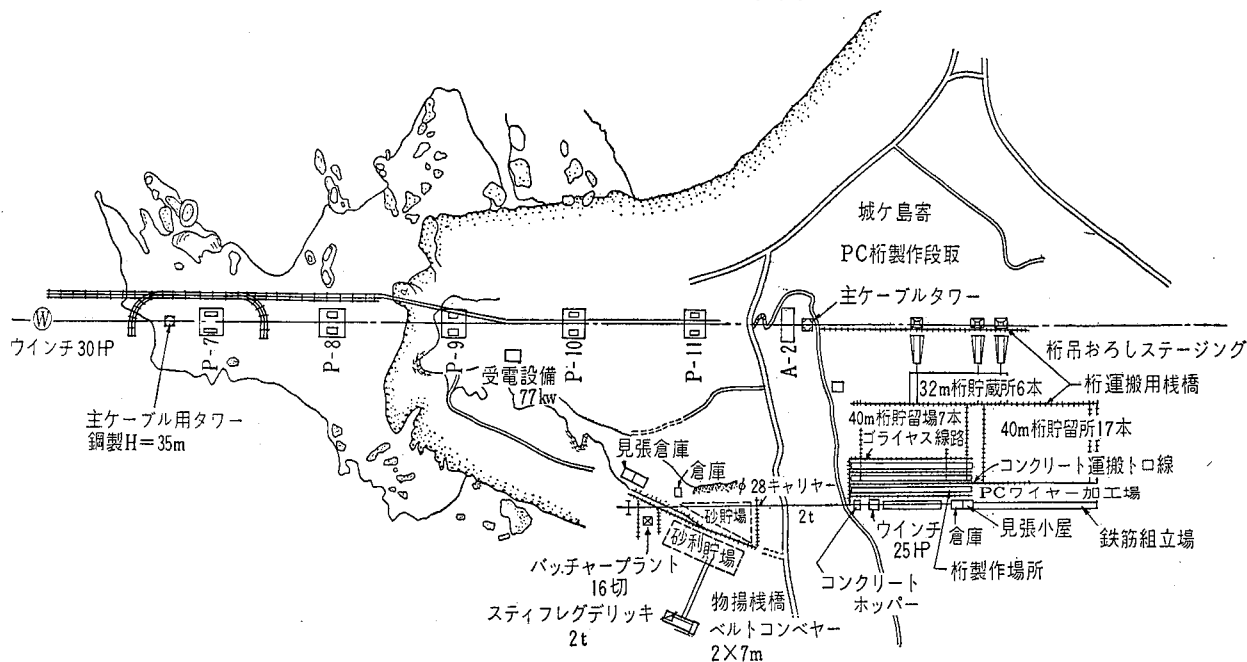 城ケ島寄
PC桁製作段取
主ケーブルタワー
W
ウインチ30HP
P-7
P-8
P-9
P-10
P-11
A-2
桁吊おろしステージング
桁運搬用桟橋
32m桁貯蔵所6本
受電設備
77kw
主ケーブル用タワー
鋼製H=35m
40m桁貯留場7本
ゴライヤス線路
40m桁貯留所17本
コンクリート運搬トロ線
PCワイヤー加工場
見張倉庫
倉庫
φ28キャリヤー
2t
砂貯場
砂利貯場
ウインチ
25HP
倉庫
見張小屋
鉄筋組立場
桁製作場所
コンクリート
ホッパー
バッチャープラント
16切
スティフレグデリッキ
2t
物揚桟橋
ベルトコンベヤー
2×7m